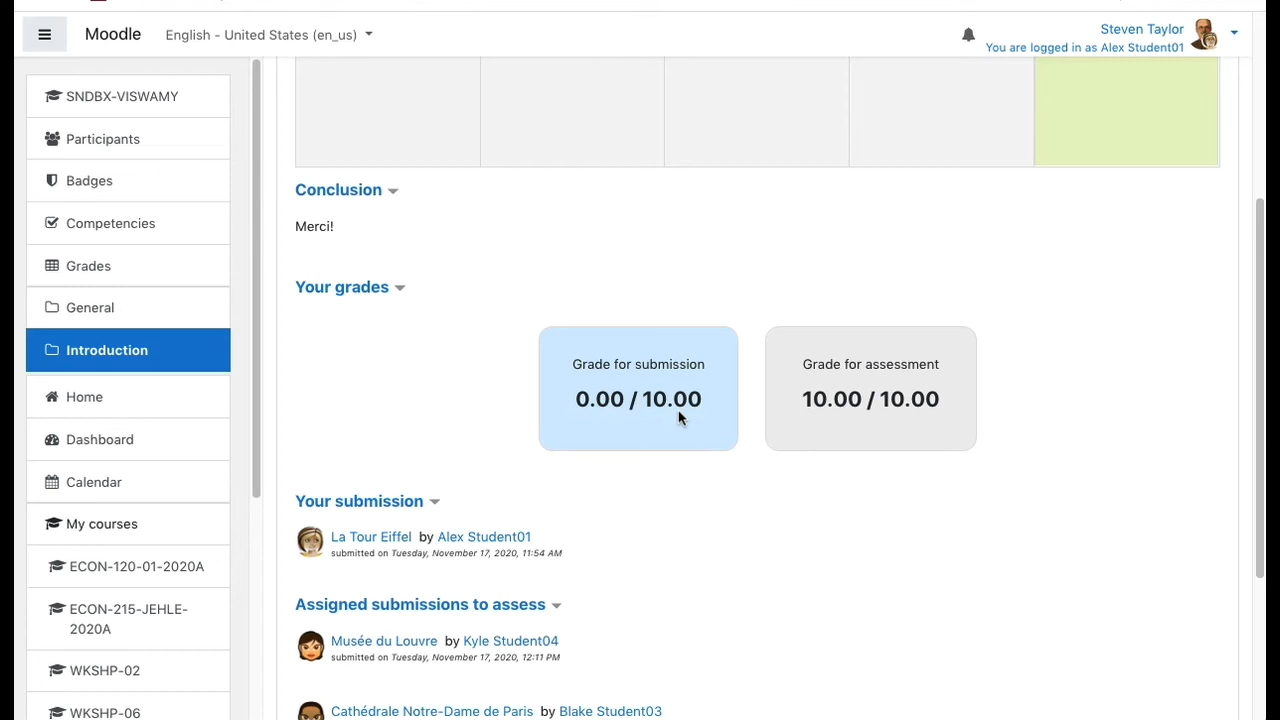 Moodle
English - United States (en_us)
Steven Taylor
You are logged in as Alex Student01
SNDBX-VISWAMY
Participants
Badges
Competencies
Grades
General
Introduction
Home
Dashboard
Calendar
My courses
ECON-120-01-2020A
ECON-215-JEHLE-
2020A
WKSHP-02
WKSHP-06
Conclusion
Merci!
Your grades
Grade for submission
0.00 / 10.00
Grade for assessment
10.00 / 10.00
Your submission
La Tour Eiffel by Alex Student01
submitted on Tuesday, November 17, 2020, 11:54 AM
Assigned submissions to assess
Musée du Louvre by Kyle Student04
submitted on Tuesday, November 17, 2020, 12:11 PM
Cathédrale Notre-Dame de Paris by Blake Student03